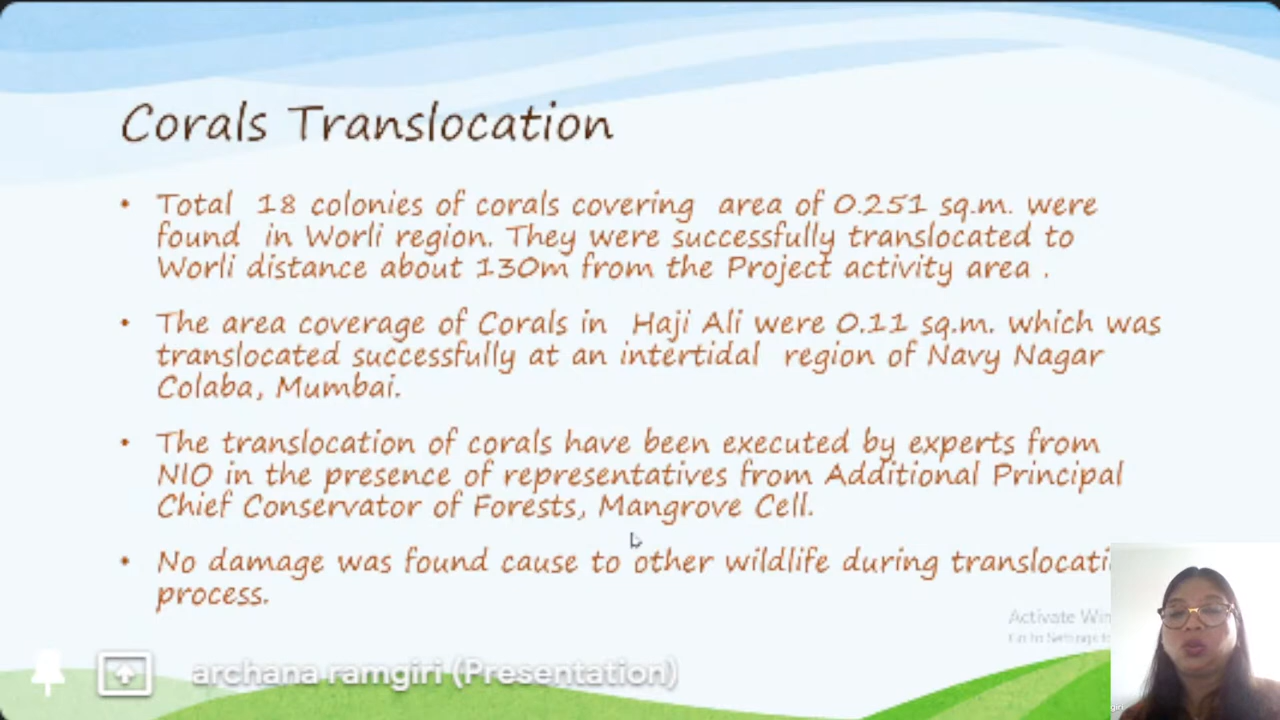 Corals Translocation
• Total 18 colonies of corals covering area of 0.251 sq.m. were
found in Worli region. They were successfully translocated to
Worli distance about 130m from the Project activity area .
• The area coverage of Corals in Haji Ali were 0.11 sq.m. which was
translocated successfully at an intertidal region of Navy Nagar
Colaba, Mumbai.
• The translocation of corals have been executed by experts from
NIO in the presence of representatives from Additional Principal
Chief Conservator of Forests, Mangrove Cell.
• No damage was found cause to other wildlife during
process.
Activate
Go to Settings
archana ramgiri (Presentation)